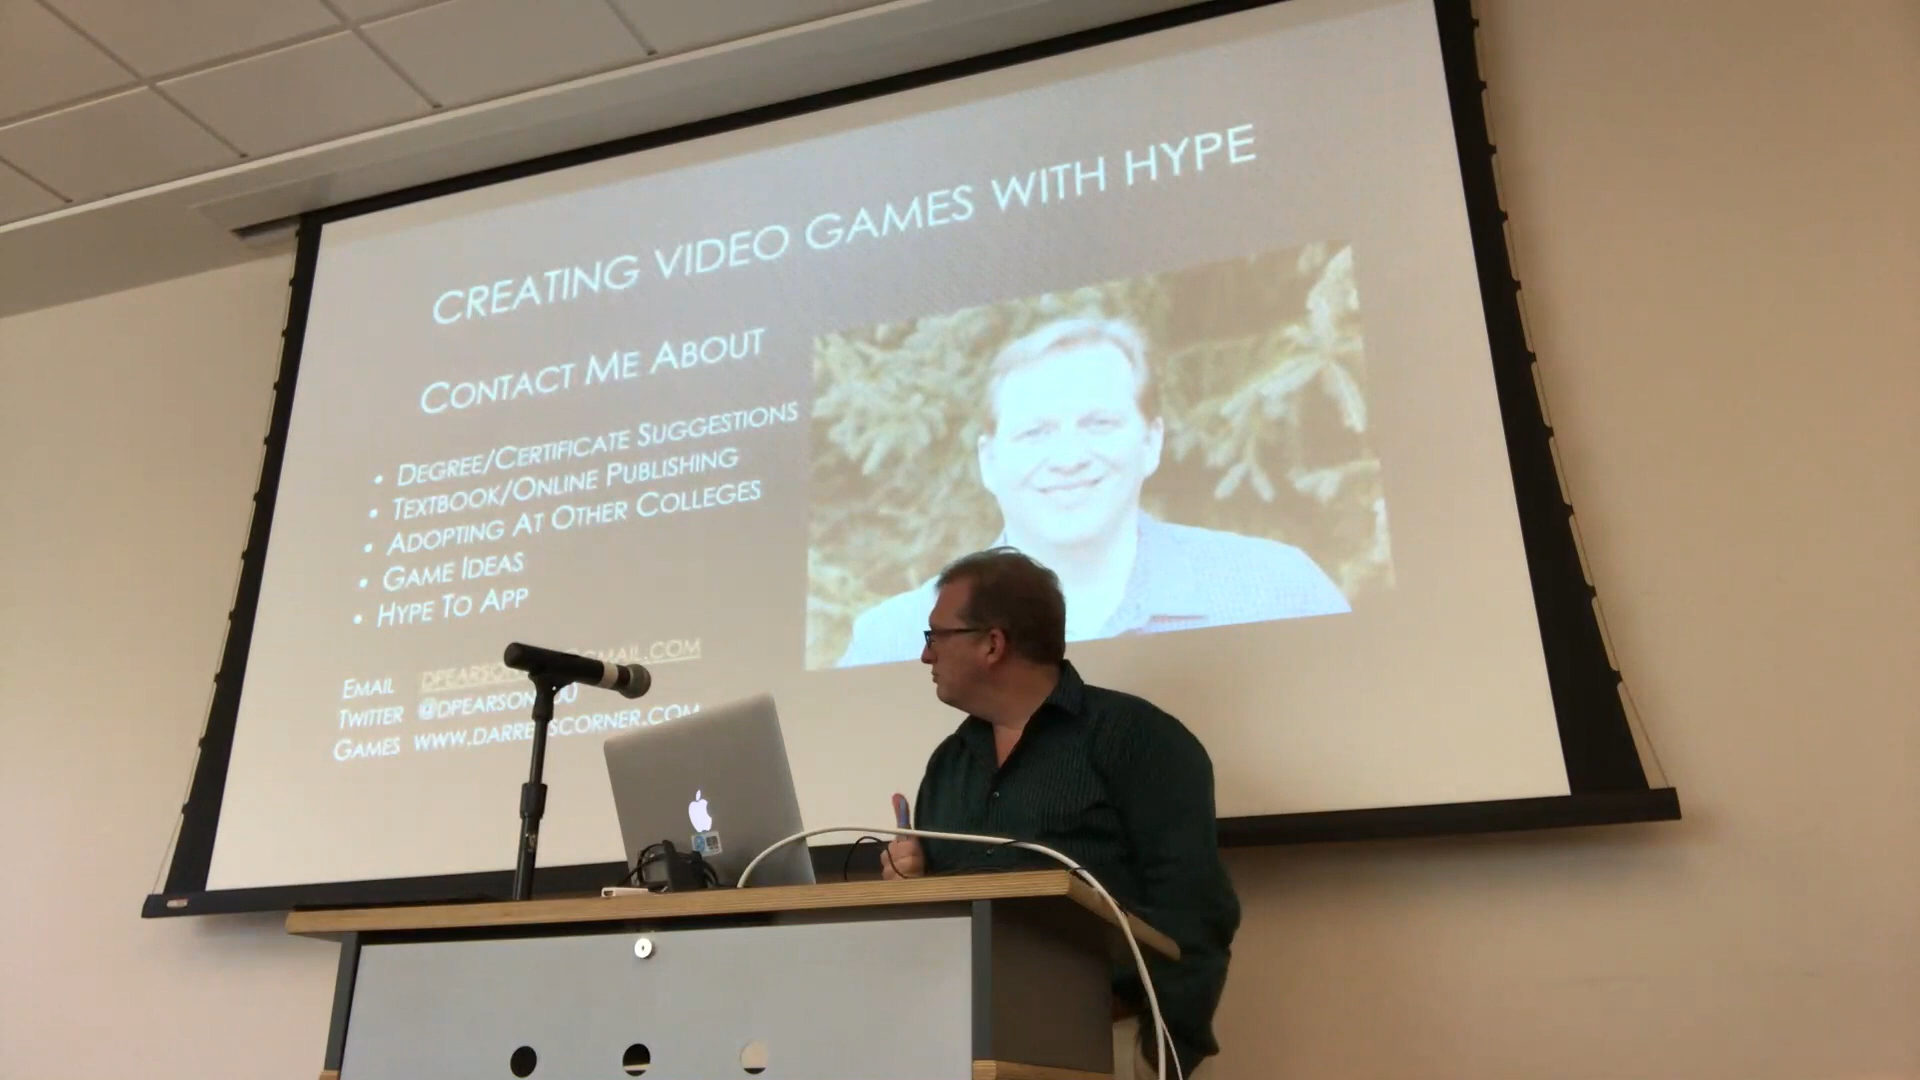 CREATING VIDEO GAMES WITH HYPE
CONTACT ME ABOUT
• DEGREE/CERTIFICATE SUGGESTIONS
• TEXTBOOK/ONLINE PUBLISHING
• ADOPTING AT OTHER COLLEGES
• GAME IDEAS
• HYPE TO APP
EMAIL
TWITTER
GAMES